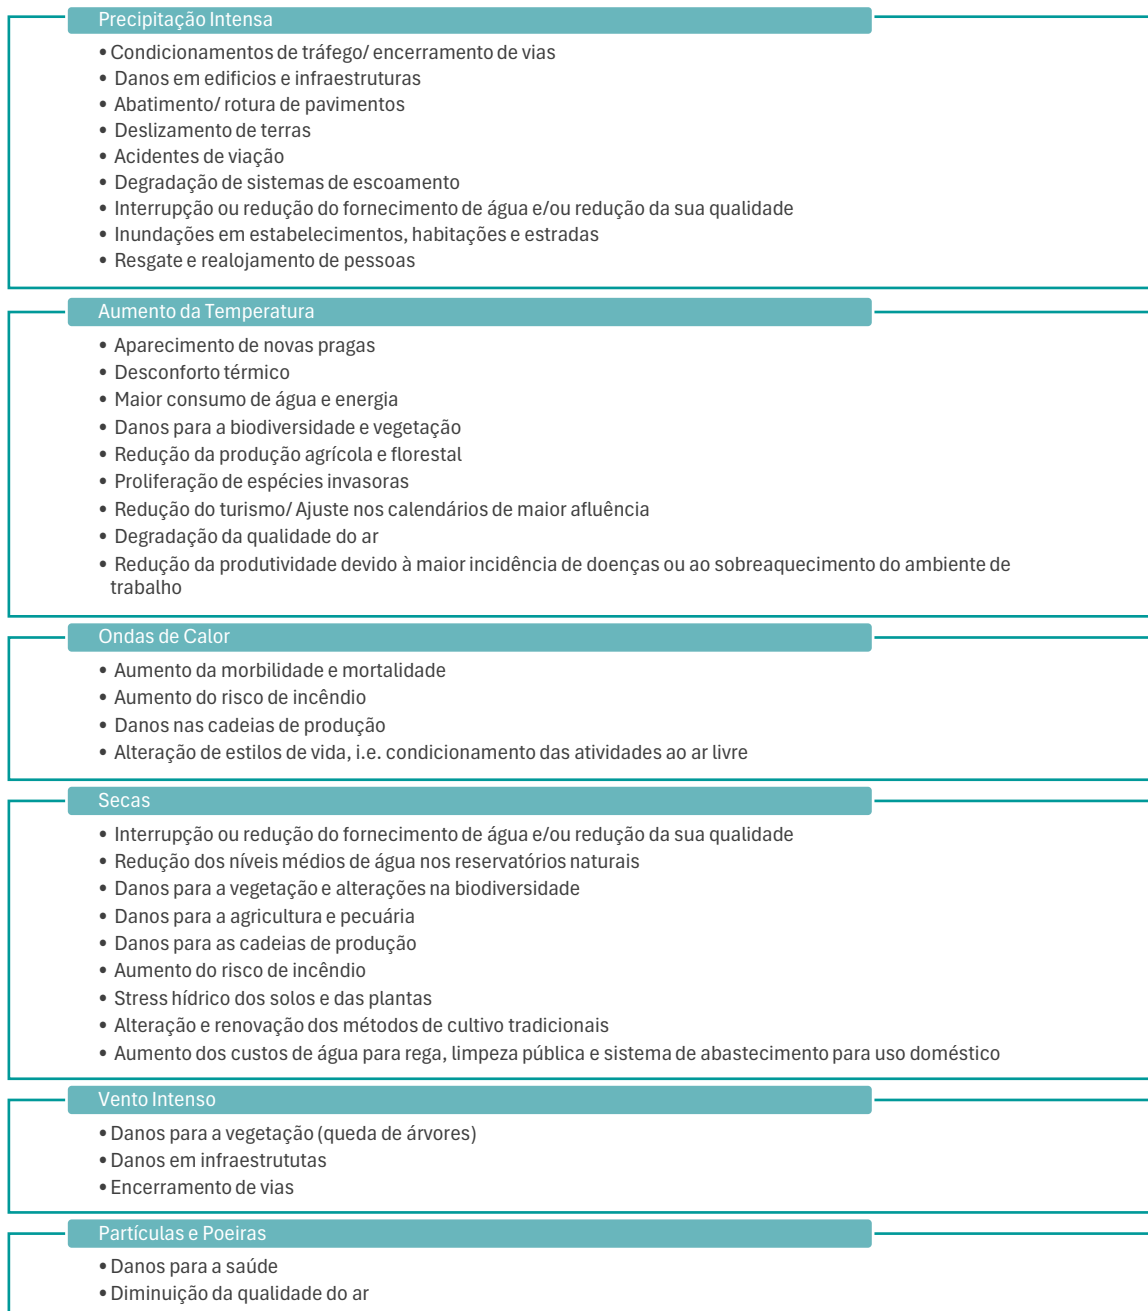 Precipitação Intensa
• Condicionamentos de tráfego/ encerramento de vias
• Danos em edificios e infraestruturas
• Abatimento/ rotura de pavimentos
• Deslizamento de terras
• Acidentes de viação
• Degradação de sistemas de escoamento
• Interrupção ou redução do fornecimento de água e/ou redução da sua qualidade
• Inundações em estabelecimentos, habitações e estradas
• Resgate e realojamento de pessoas
Aumento da Temperatura
• Aparecimento de novas pragas
• Desconforto térmico
• Maior consumo de água e energia
• Danos para a biodiversidade e vegetação
• Redução da produção agrícola e florestal
• Proliferação de espécies invasoras
• Redução do turismo/ Ajuste nos calendários de maior afluência
• Degradação da qualidade do ar
• Redução da produtividade devido à maior incidência de doenças ou ao sobreaquecimento do ambiente de
trabalho
Ondas de Calor
• Aumento da morbilidade e mortalidade
• Aumento do risco de incêndio
• Danos nas cadeias de produção
• Alteração de estilos de vida, i.e. condicionamento das atividades ao ar livre
Secas
• Interrupção ou redução do fornecimento de água e/ou redução da sua qualidade
• Redução dos níveis médios de água nos reservatórios naturais
• Danos para a vegetação e alterações na biodiversidade
• Danos para a agricultura e pecuária
• Danos para as cadeias de produção
• Aumento do risco de incêndio
• Stress hídrico dos solos e das plantas
• Alteração e renovação dos métodos de cultivo tradicionais
• Aumento dos custos de água para rega, limpeza pública e sistema de abastecimento para uso doméstico
Vento Intenso
• Danos para a vegetação (queda de árvores)
• Danos em infraestrututas
• Encerramento de vias
Partículas e Poeiras
• Danos para a saúde
• Diminuição da qualidade do ar